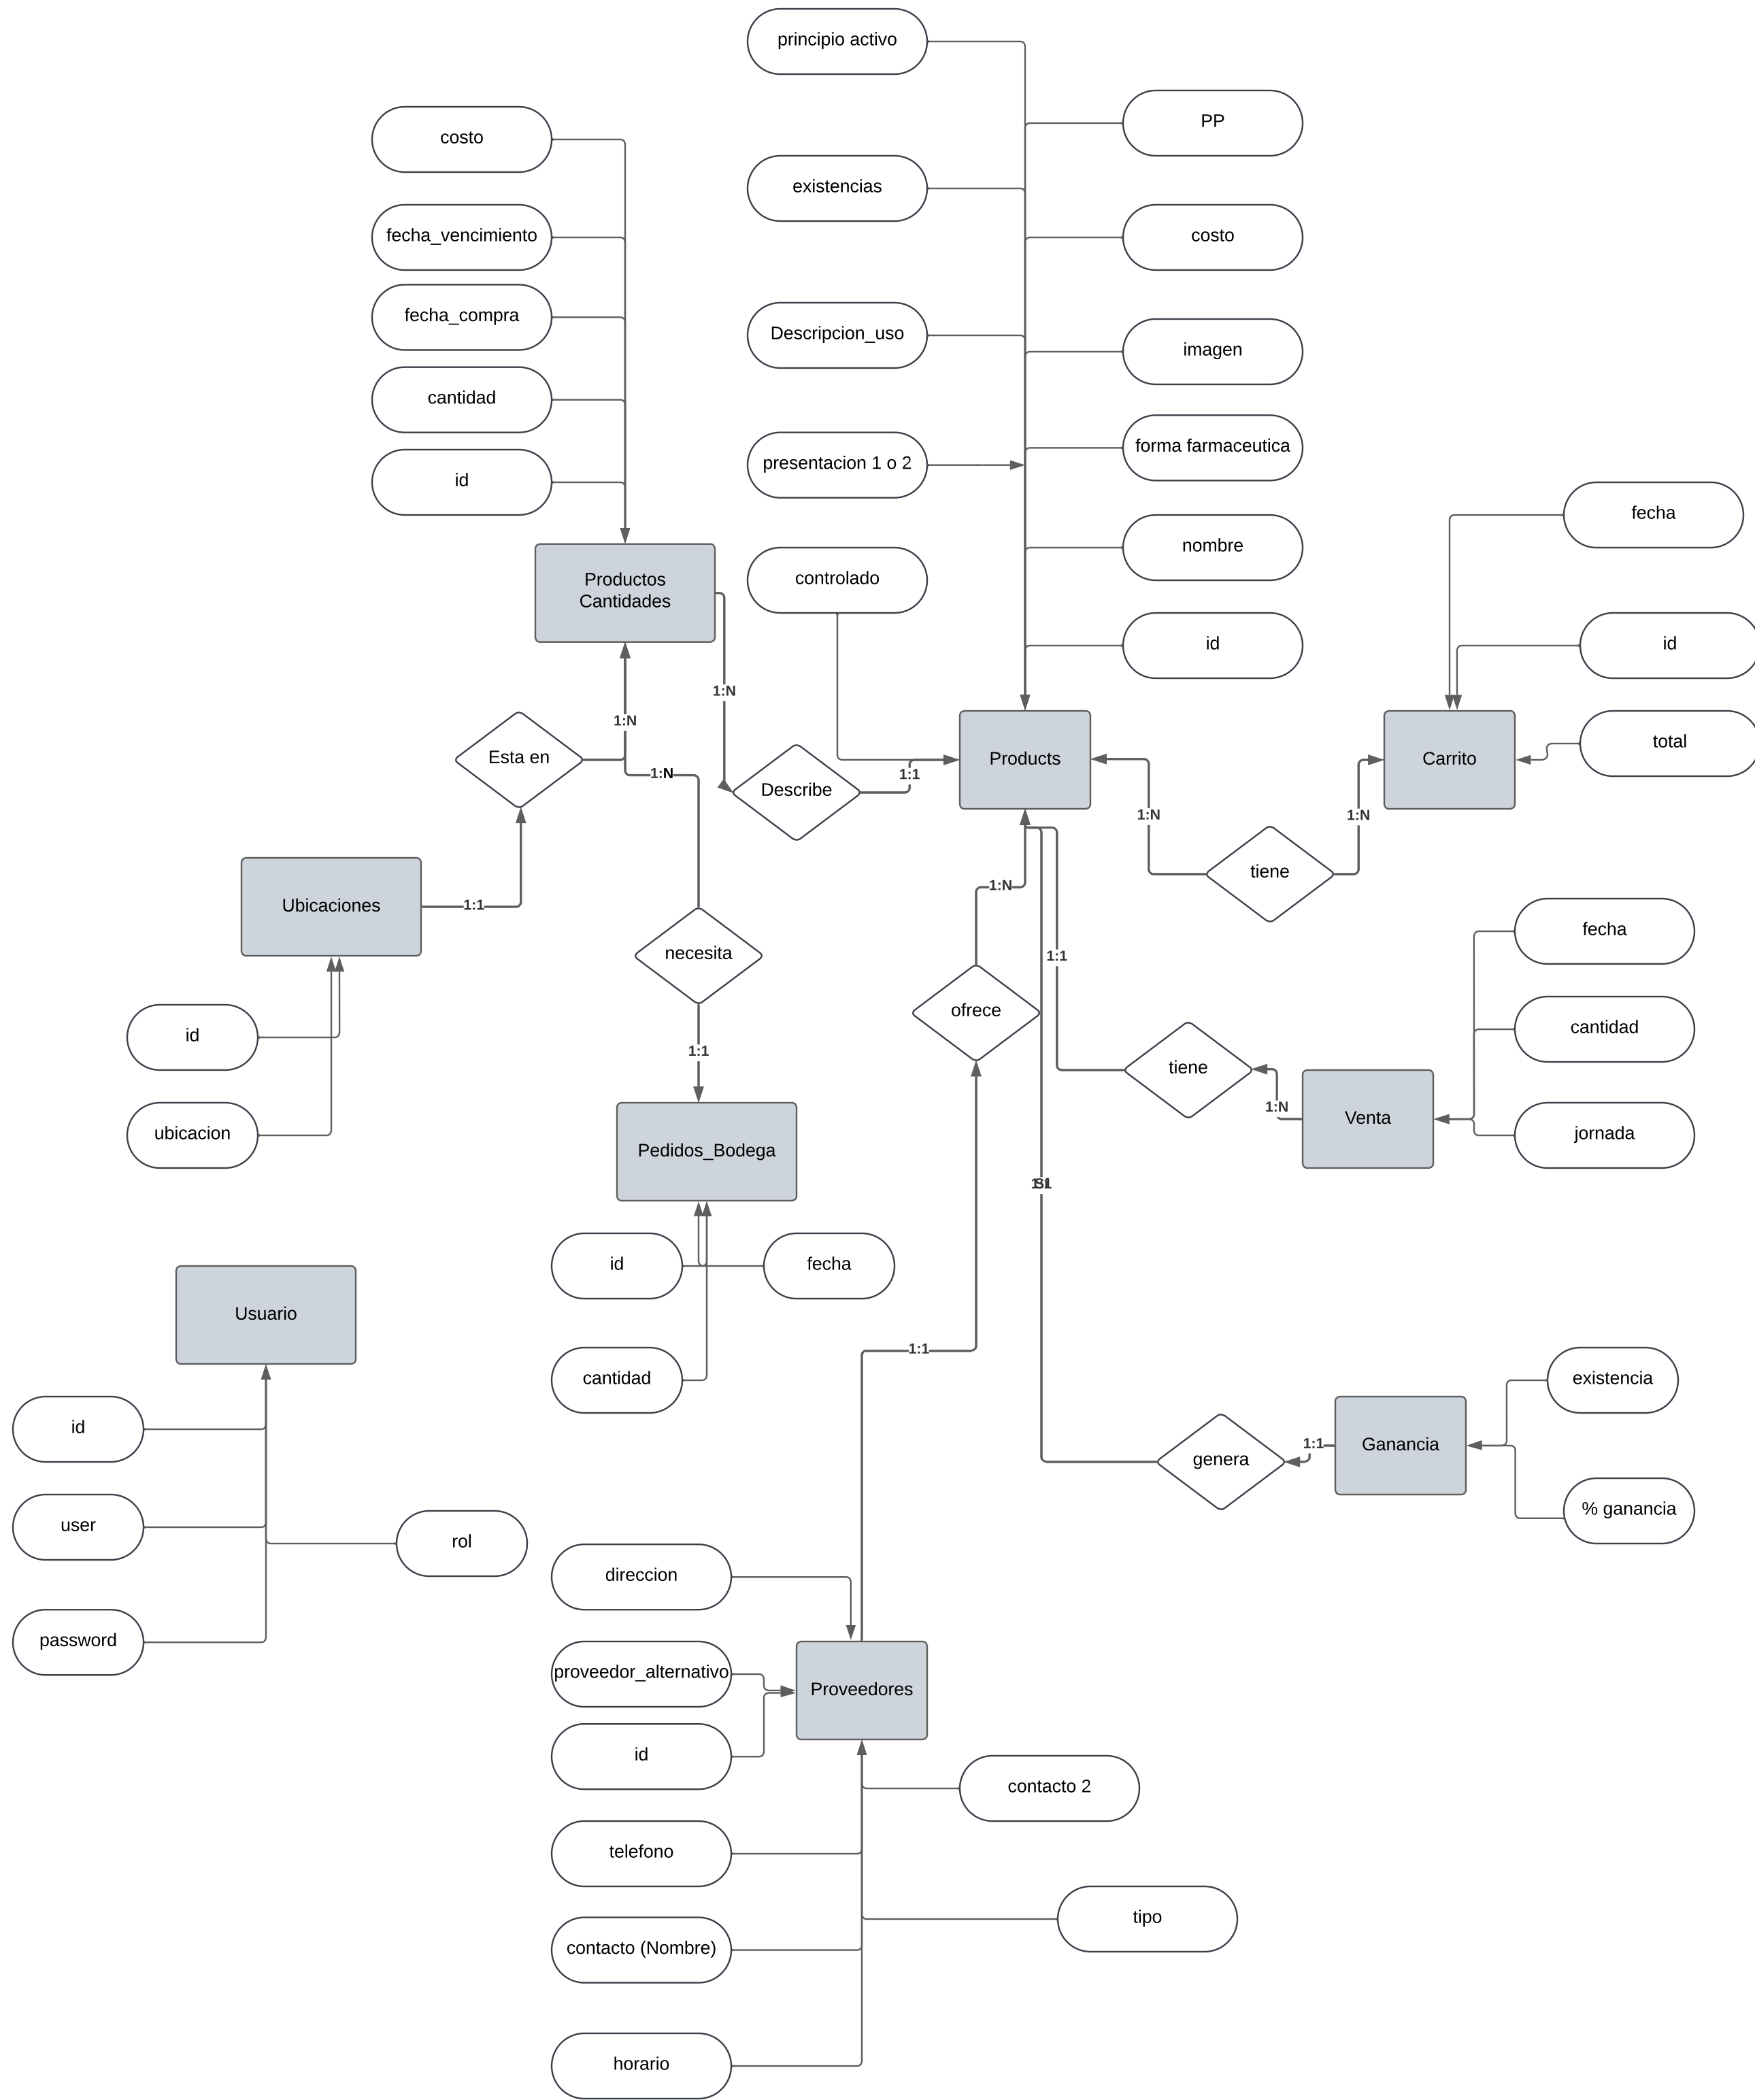 principio activo
PP
costo
existencias
fecha_vencimiento
costo
fecha_compra
Descripcion_uso
imagen
cantidad
forma farmaceutica
presentacion 1 o 2
id
fecha
nombre
Productos
Cantidades
controlado
id
id
1:N
1:N
total
Esta en
Products
Carrito
1:N
1:1
Describe
1:N
1:N
tiene
1:N
Ubicaciones
1:1
necesita
1:1
fecha
ofrece
id
1:1
cantidad
tiene
1:N
Venta
ubicacion
jornada
Pedidos_Bodega
id
fecha
Usuario
1:1
cantidad
existencia
id
genera
1:1
Ganancia
user
rol
% ganancia
direccion
password
proveedor_alternativo
Proveedores
id
contacto 2
telefono
tipo
contacto (Nombre)
horario